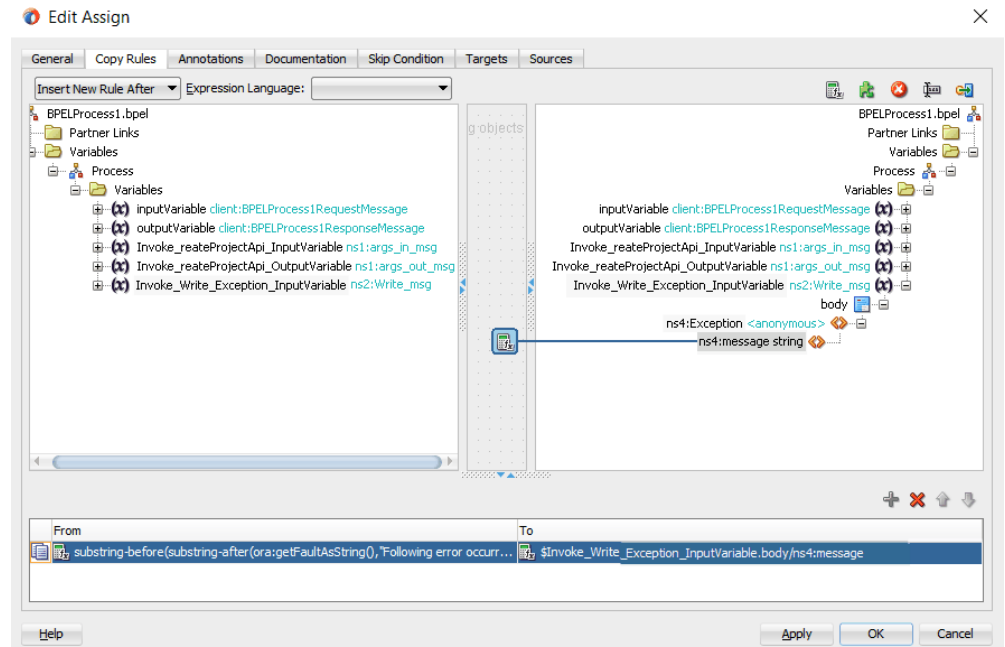 Edit Assign
General Copy Rules Annotations Documentation Skip Condition Targets Sources
Insert New Rule After Expression Language:
BPELProcess1.bpel
Partner Links
Variables
Process
Variables
inputVariable client:BPELProcess1RequestMessage
outputVariable client:BPELProcess1ResponseMessage
Invoke_reateProjectApi_InputVariable ns1:args_in_msg
Invoke_reateProjectApi_OutputVariable ns1:args_out_msg
Invoke_Write_Exception_InputVariable ns2:Write_msg
g objects
BPELProcess1.bpel
Partner Links
Variables
Process
Variables
inputVariable client:BPELProcess1RequestMessage
outputVariable client:BPELProcess1ResponseMessage
Invoke_reateProjectApi_InputVariable ns1:args_in_msg
Invoke_reateProjectApi_OutputVariable ns1:args_out_msg
Invoke_Write_Exception_InputVariable ns2:Write_msg
body
ns4:Exception <anonymous>
ns4:message string
From To
substring-before(substring-after(ora:getFaultAsString(),"Following error occurr... $Invoke_Write_Exception_InputVariable.body/ns4:message
Help Apply OK Cancel